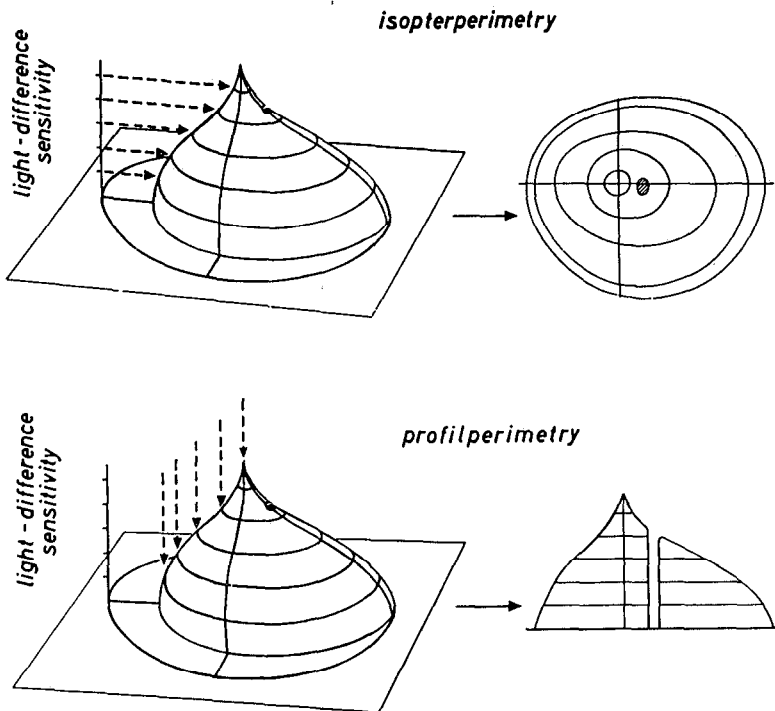 isopterperimetry
light-difference
sensitivity
profilperimetry
light-difference
sensitivity